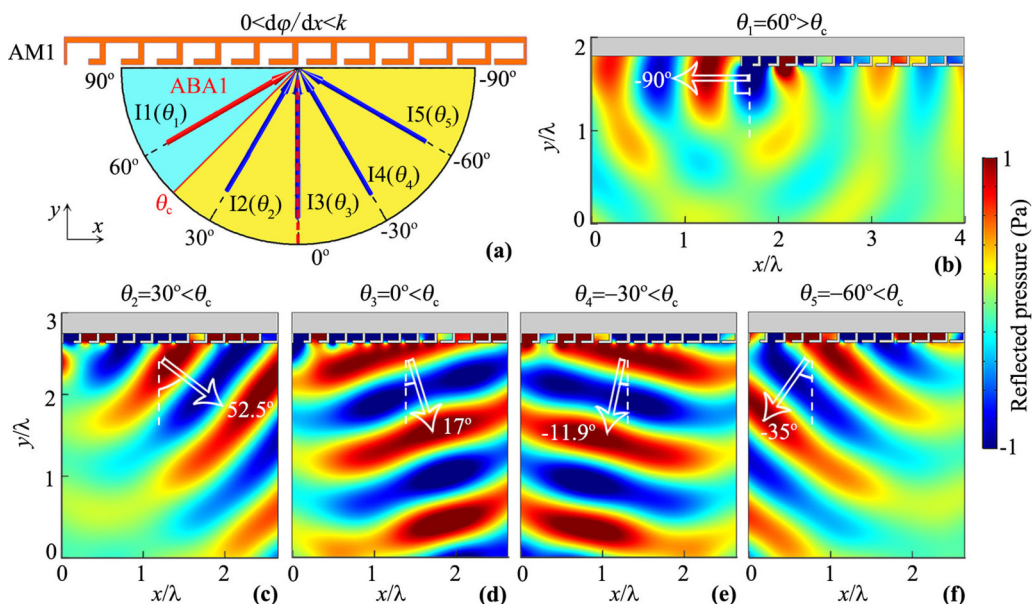 0<dφ/dx<k
AM1
90°
-90°
ABA1
I1(θ1)
I5(θ5)
60°
-60°
I4(θ4)
θc
I2(θ2)
I3(θ3)
30°
-30°
0°
y
x
(a)
θ1=60°>θc
2
1
0
y/λ
-90°
0 1 2 3 4
x/λ
(b)
1
-1
Reflected pressure (Pa)
θ2=30°<θc
3
2
1
0
y/λ
52.5°
0 1 2
x/λ
(c)
θ3=0°<θc
17°
0 1 2
x/λ
(d)
θ4=−30°<θc
-11.9°
0 1 2
x/λ
(e)
θ5=−60°<θc
-35°
0 1 2
x/λ
(f)